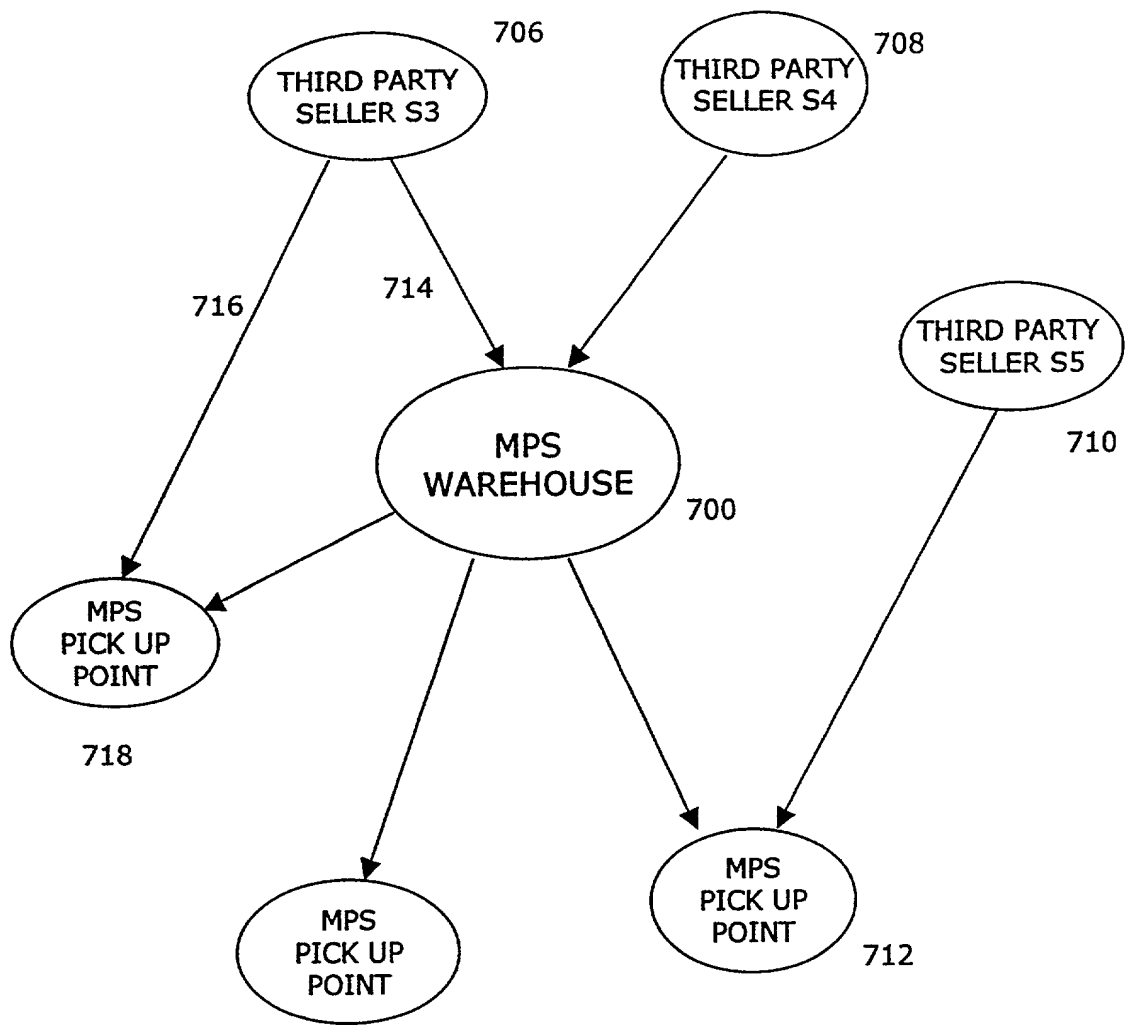 706
THIRD PARTY
SELLER S3
708
THIRD PARTY
SELLER S4
716
714
THIRD PARTY
SELLER S5
710
MPS
WAREHOUSE
700
MPS
PICK UP
POINT
718
MPS
PICK UP
POINT
MPS
PICK UP
POINT
712